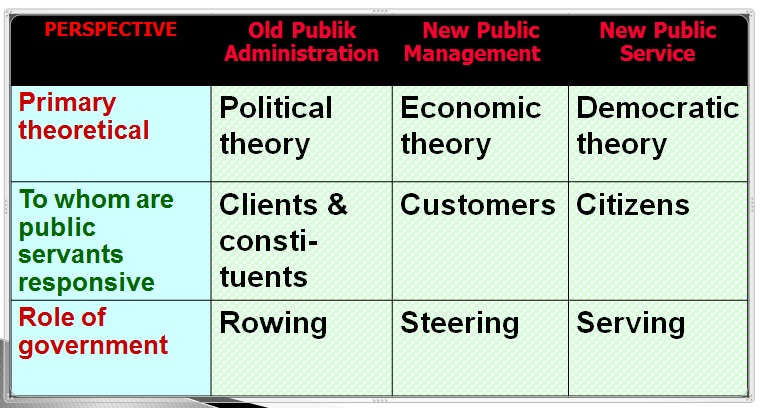 PERSPECTIVE
Old Publik
Administration
New Public
Management
New Public
Service
Primary
theoretical
Political
theory
Economic
theory
Democratic
theory
To whom are
public
servants
responsive
Clients &
consti-
tuents
Customers
Citizens
Role of
government
Rowing
Steering
Serving